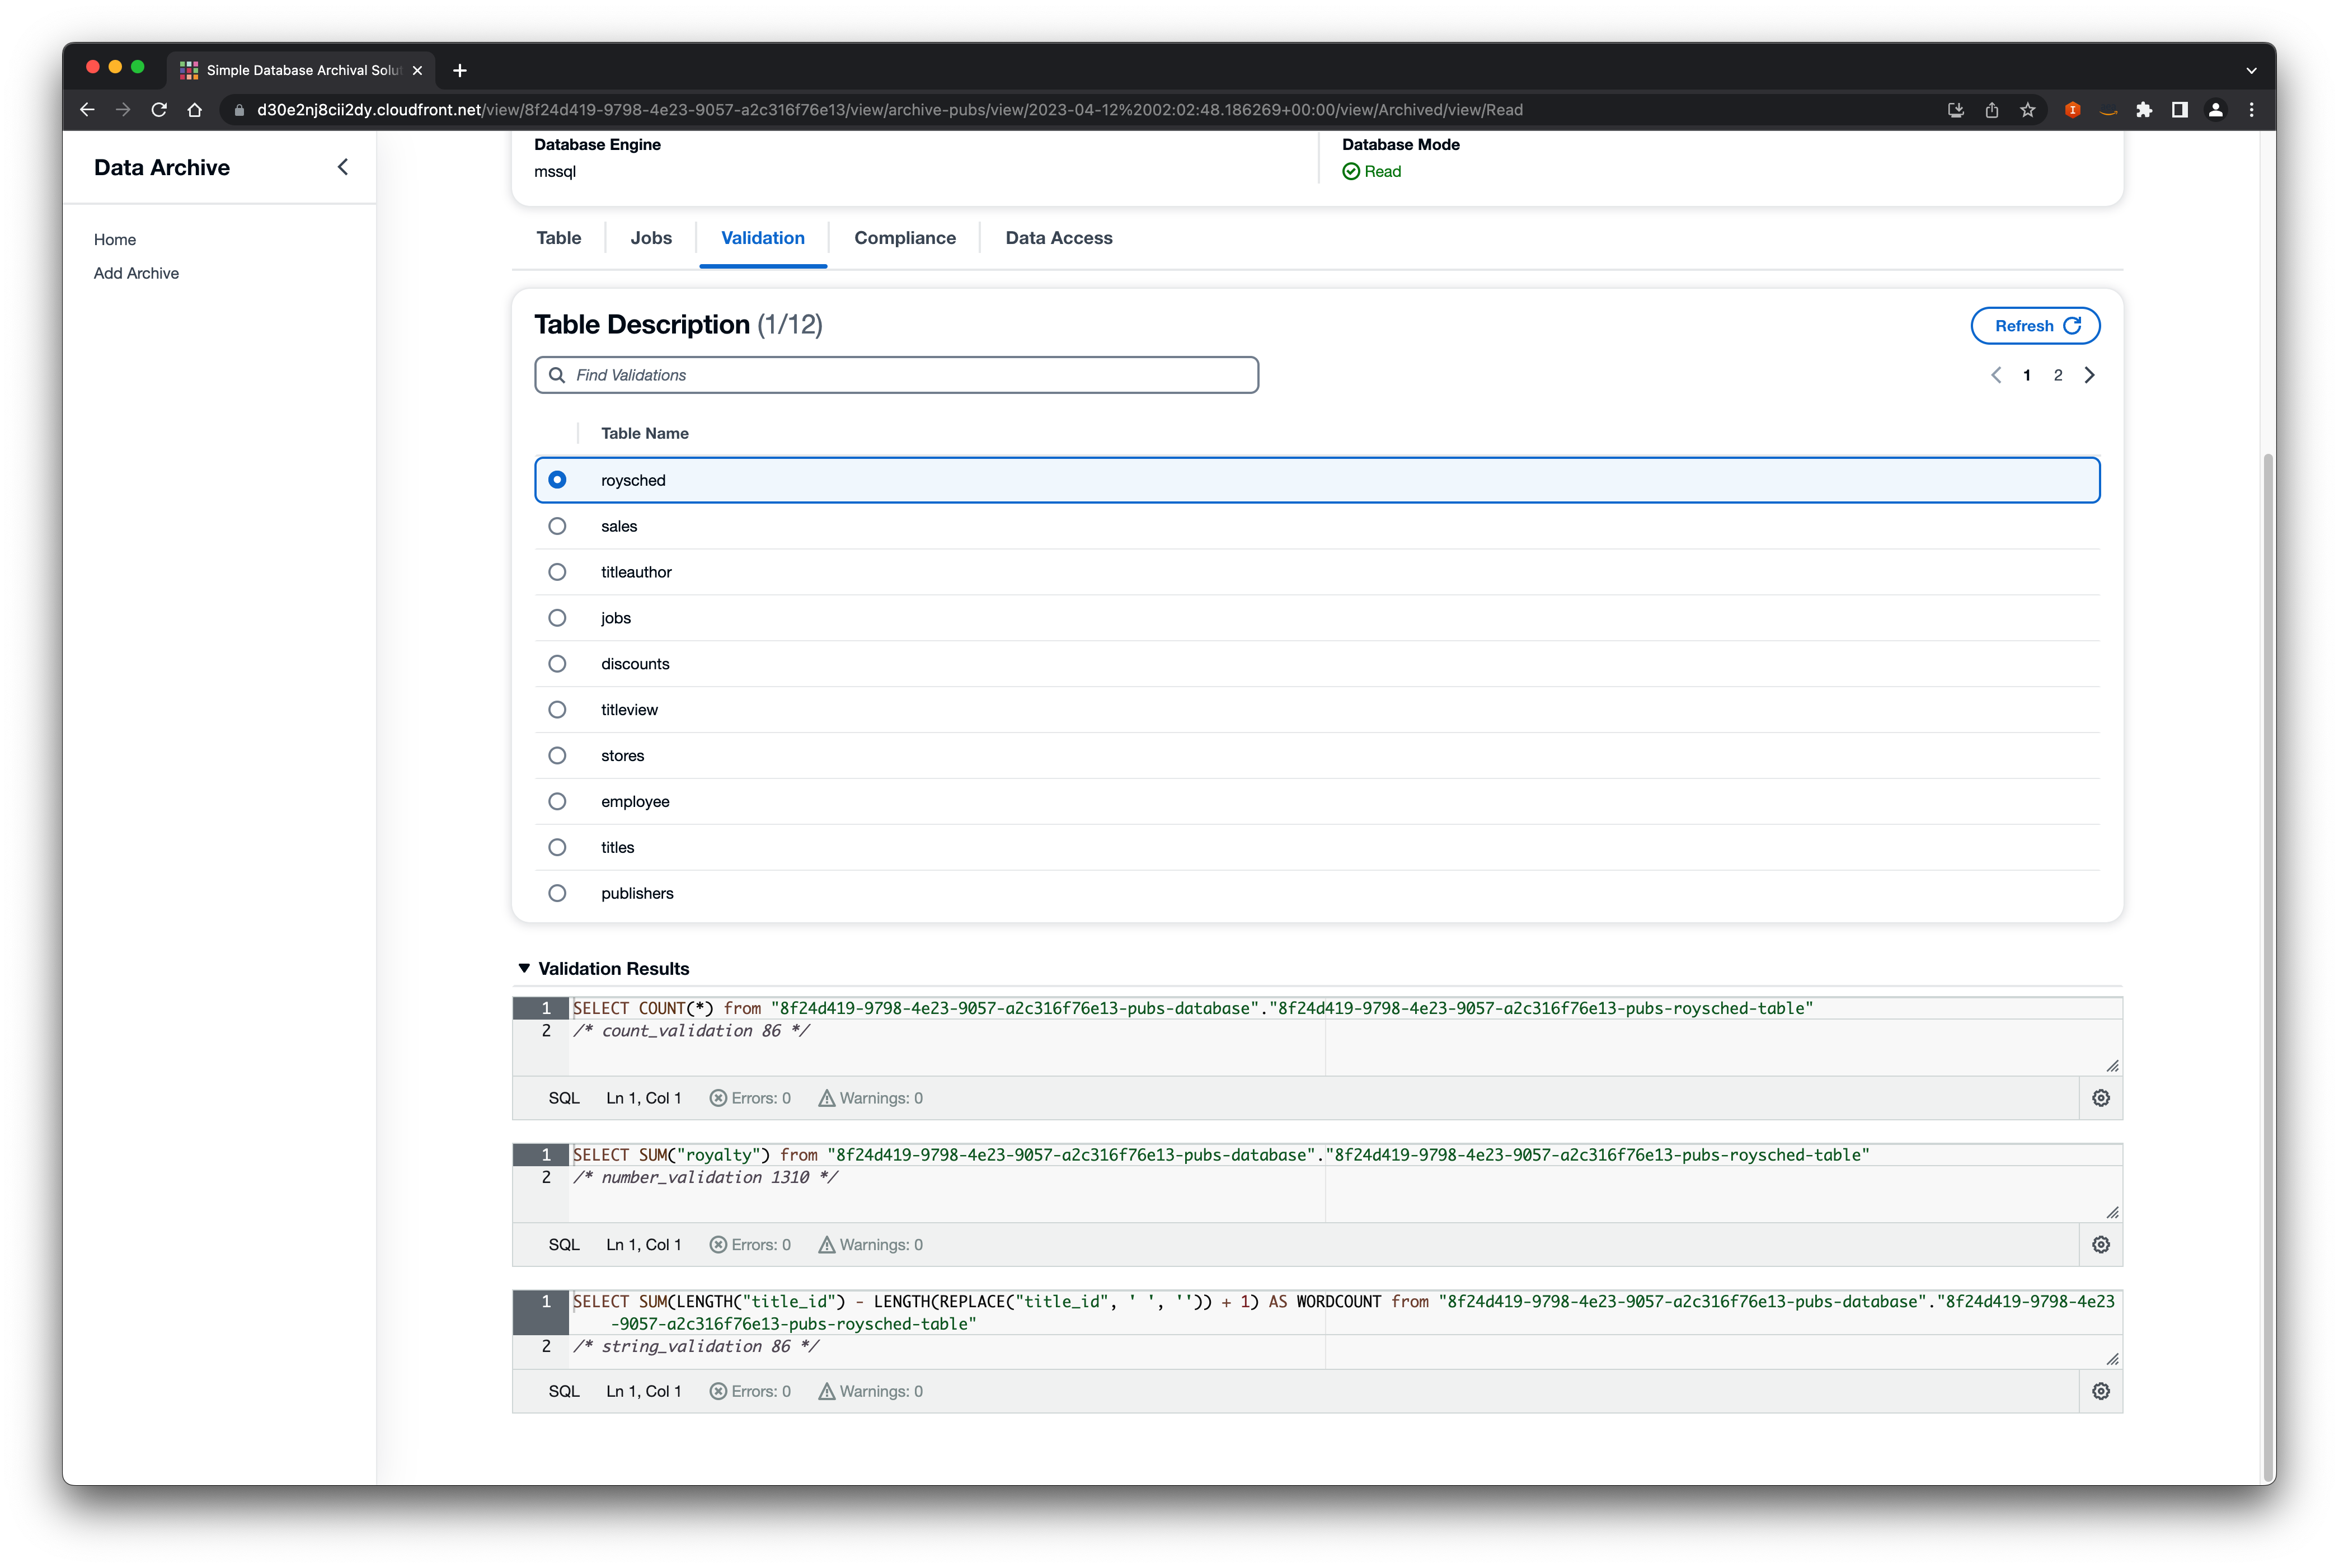 Simple Database Archival Solut
d30e2nj8cii2dy.cloudfront.net/view/8f24d419-9798-4e23-9057-a2c316f76e13/view/archive-pubs/view/2023-04-12%2002:02:48.186269+00:00/view/Archived/view/Read
Data Archive
Home
Add Archive
Database Engine
mssql
Database Mode
Read
Table
Jobs
Validation
Compliance
Data Access
Table Description (1/12)
Refresh
Find Validations
1 2
Table Name
roysched
sales
titleauthor
jobs
discounts
titleview
stores
employee
titles
publishers
Validation Results
1 SELECT COUNT(*) from "8f24d419-9798-4e23-9057-a2c316f76e13-pubs-database"."8f24d419-9798-4e23-9057-a2c316f76e13-pubs-roysched-table"
2 /* count_validation 86 */
SQL Ln 1, Col 1 Errors: 0 Warnings: 0
1 SELECT SUM("royalty") from "8f24d419-9798-4e23-9057-a2c316f76e13-pubs-database"."8f24d419-9798-4e23-9057-a2c316f76e13-pubs-roysched-table"
2 /* number_validation 1310 */
SQL Ln 1, Col 1 Errors: 0 Warnings: 0
1 SELECT SUM(LENGTH("title_id") - LENGTH(REPLACE("title_id", ' ', '')) + 1) AS WORDCOUNT from "8f24d419-9798-4e23-9057-a2c316f76e13-pubs-database"."8f24d419-9798-4e23
-9057-a2c316f76e13-pubs-roysched-table"
2 /* string_validation 86 */
SQL Ln 1, Col 1 Errors: 0 Warnings: 0